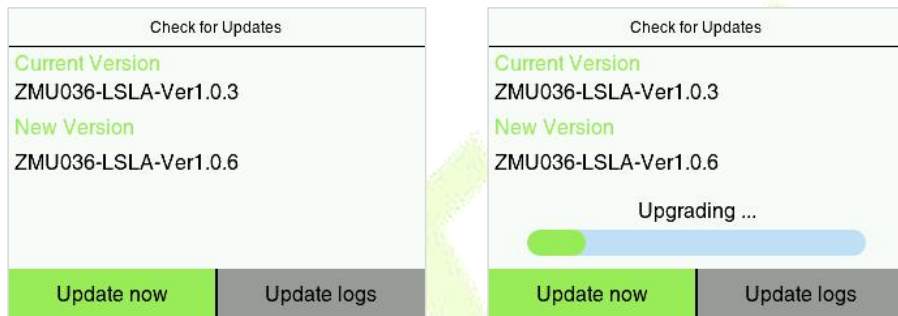 Check for Updates
Current Version
ZMU036-LSLA-Ver1.0.3
New Version
ZMU036-LSLA-Ver1.0.6
Update now
Update logs
Check for Updates
Current Version
ZMU036-LSLA-Ver1.0.3
New Version
ZMU036-LSLA-Ver1.0.6
Upgrading ...
Update now
Update logs